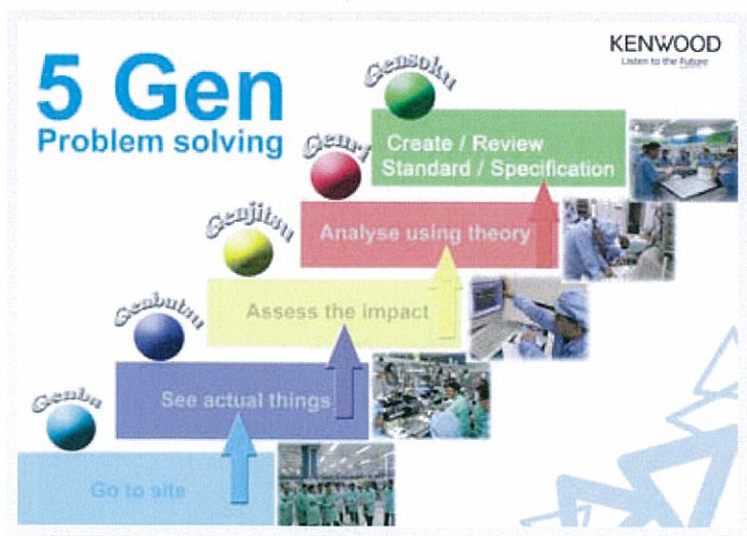 KENWOOD
Listen to the Future
5 Gen
Problem solving
Gensoku
Create / Review
Standard / Specification
Genri
Analyse using theory
Genjitsu
Assess the impact
Genbutsu
See actual things
Genba
Go to site